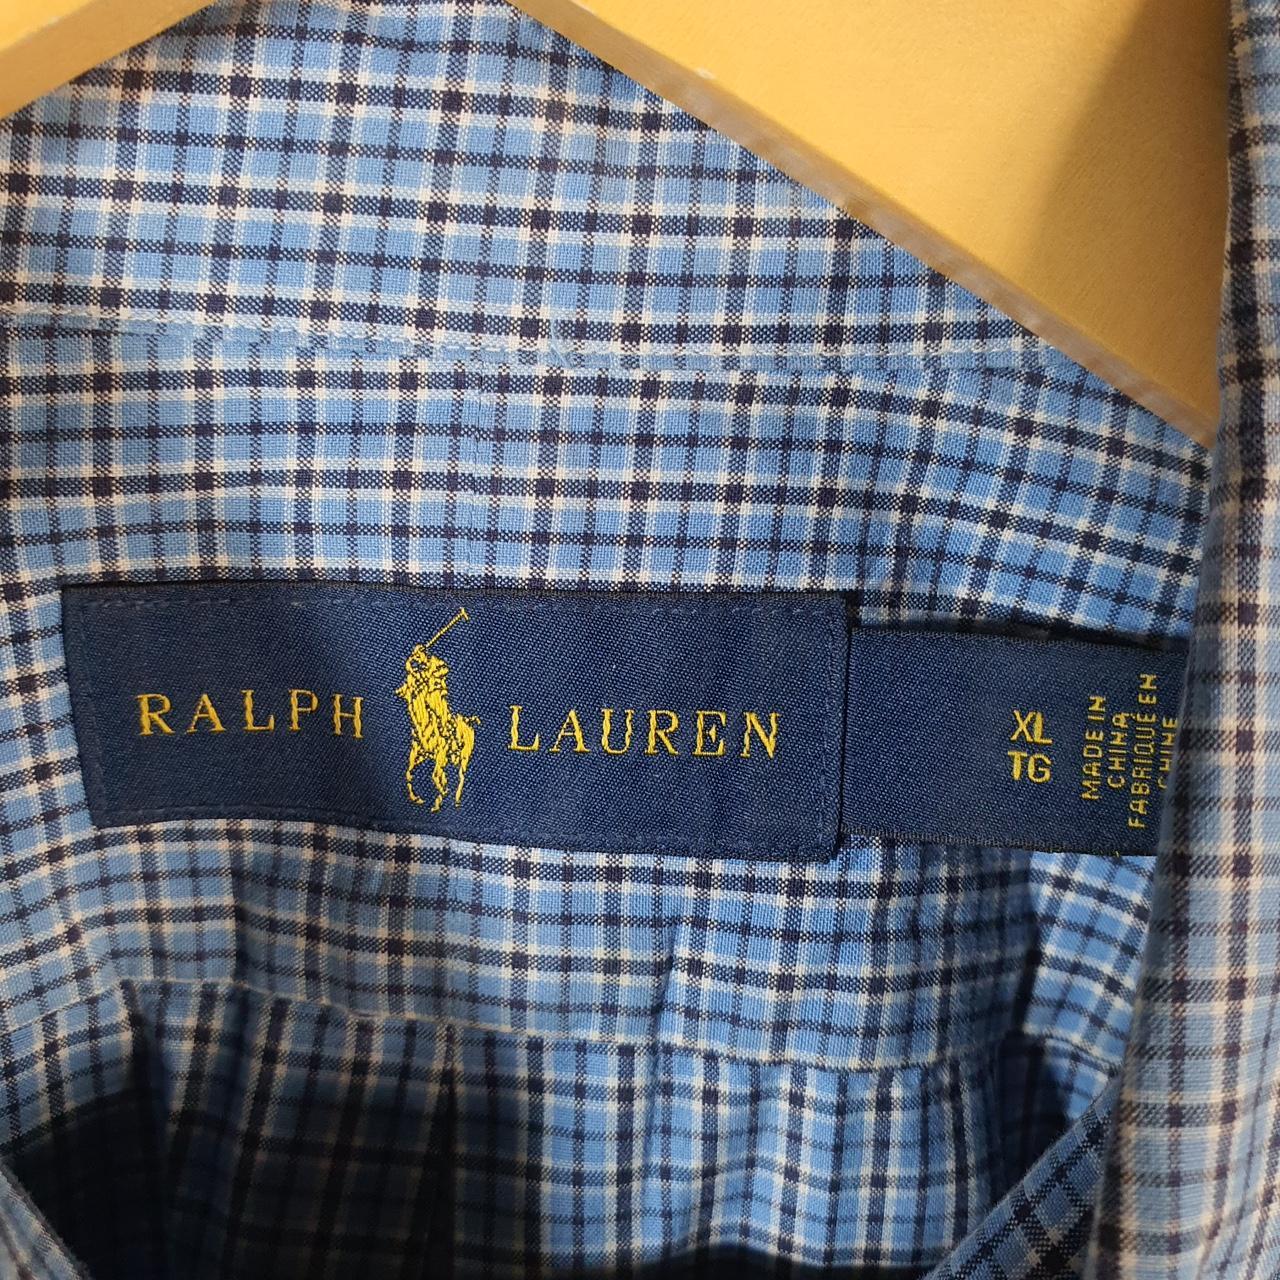 RALPH LAUREN
XL
TG
MADE IN
CHINA
FABRIQUÉ EN
CHINE